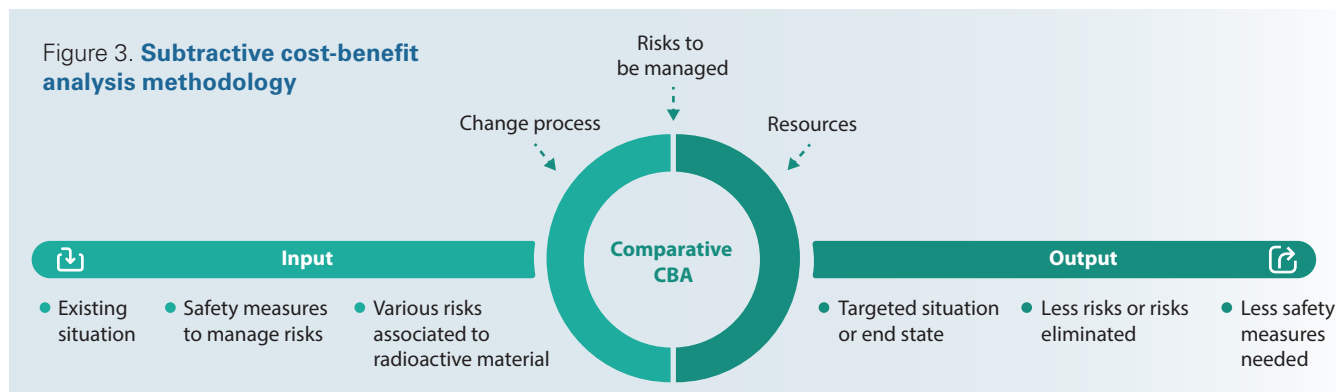 Figure 3. Subtractive cost-benefit
analysis methodology
Risks to
be managed
Change process
Resources
Input
Comparative
CBA
Output
Existing
situation
Safety measures
to manage risks
Various risks
associated to
radioactive material
Targeted situation
or end state
Less risks or risks
eliminated
Less safety
measures
needed